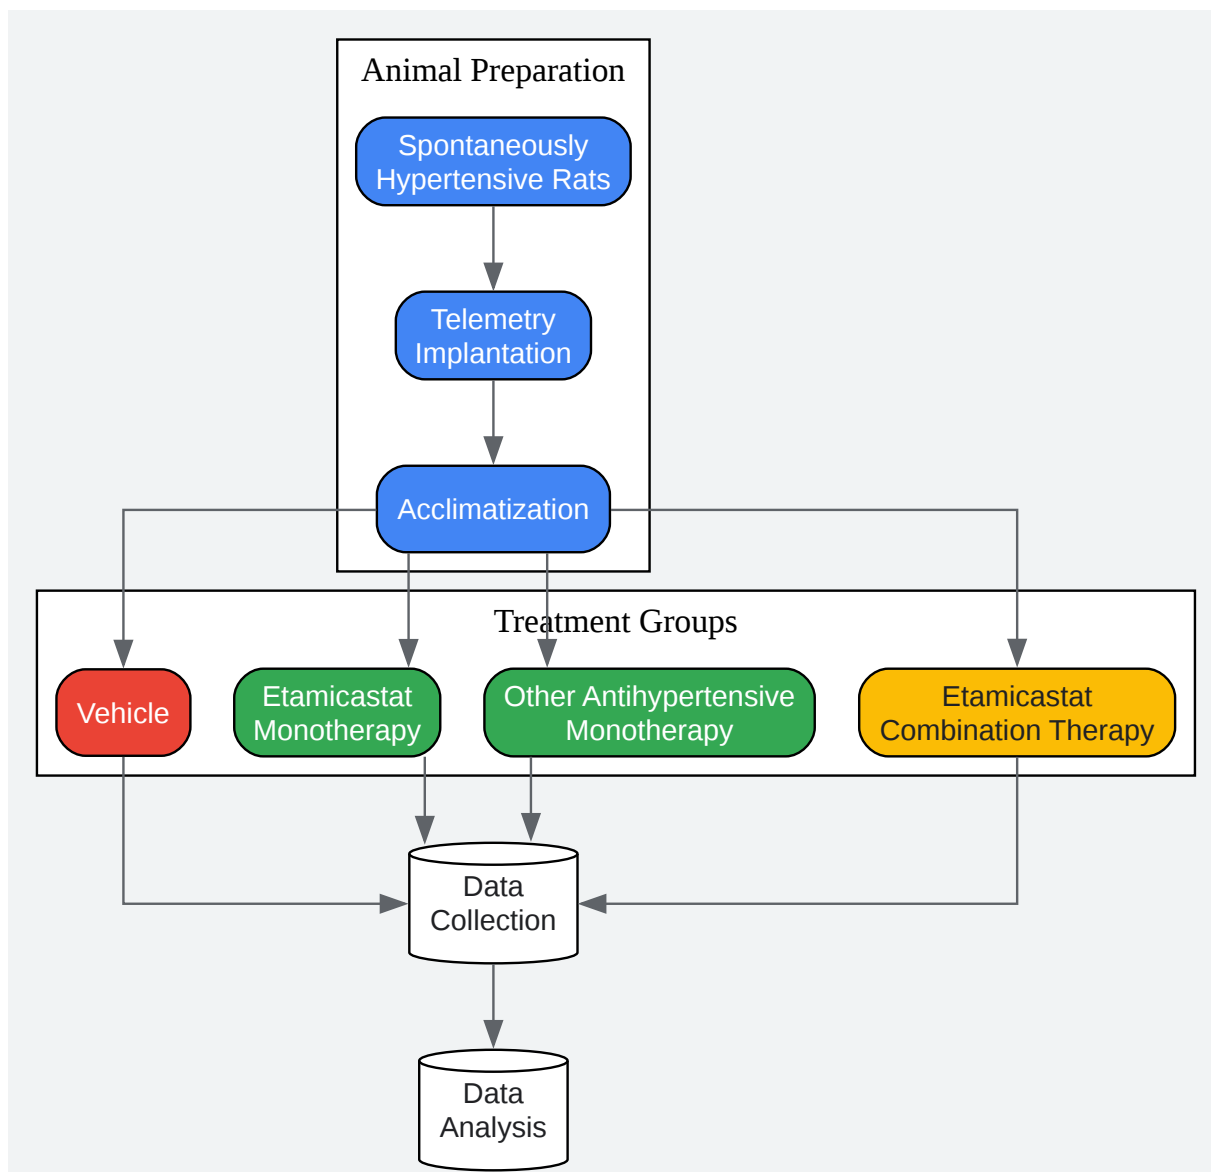 Animal Preparation
Spontaneously
Hypertensive Rats
Telemetry
Implantation
Acclimatization
Treatment Groups
Vehicle
Etamicastat
Monotherapy
Other Antihypertensive
Monotherapy
Etamicastat
Combination Therapy
Data
Collection
Data
Analysis